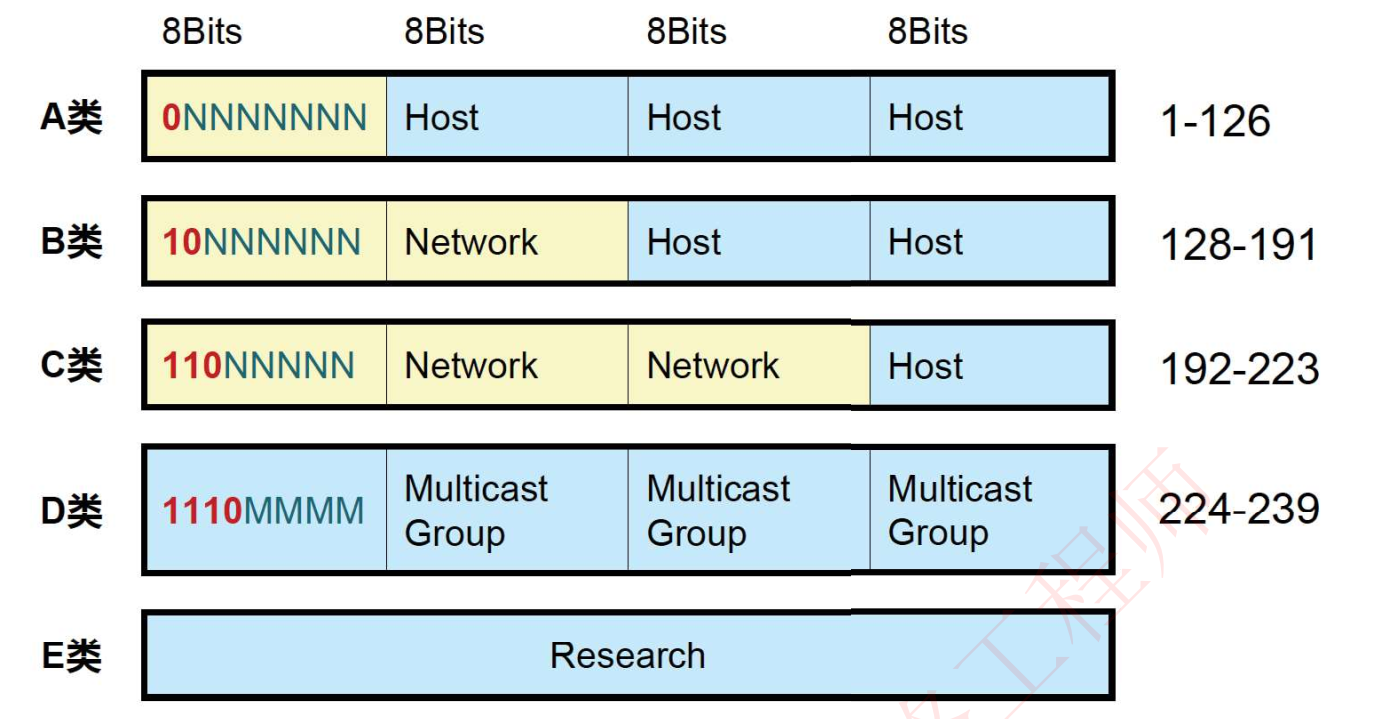 8Bits 8Bits 8Bits 8Bits
A类 0NNNNNNN Host Host Host 1-126
B类 10NNNNNN Network Host Host 128-191
C类 110NNNNN Network Network Host 192-223
D类 1110MMMM Multicast Group Multicast Group Multicast Group 224-239
E类 Research
工程师